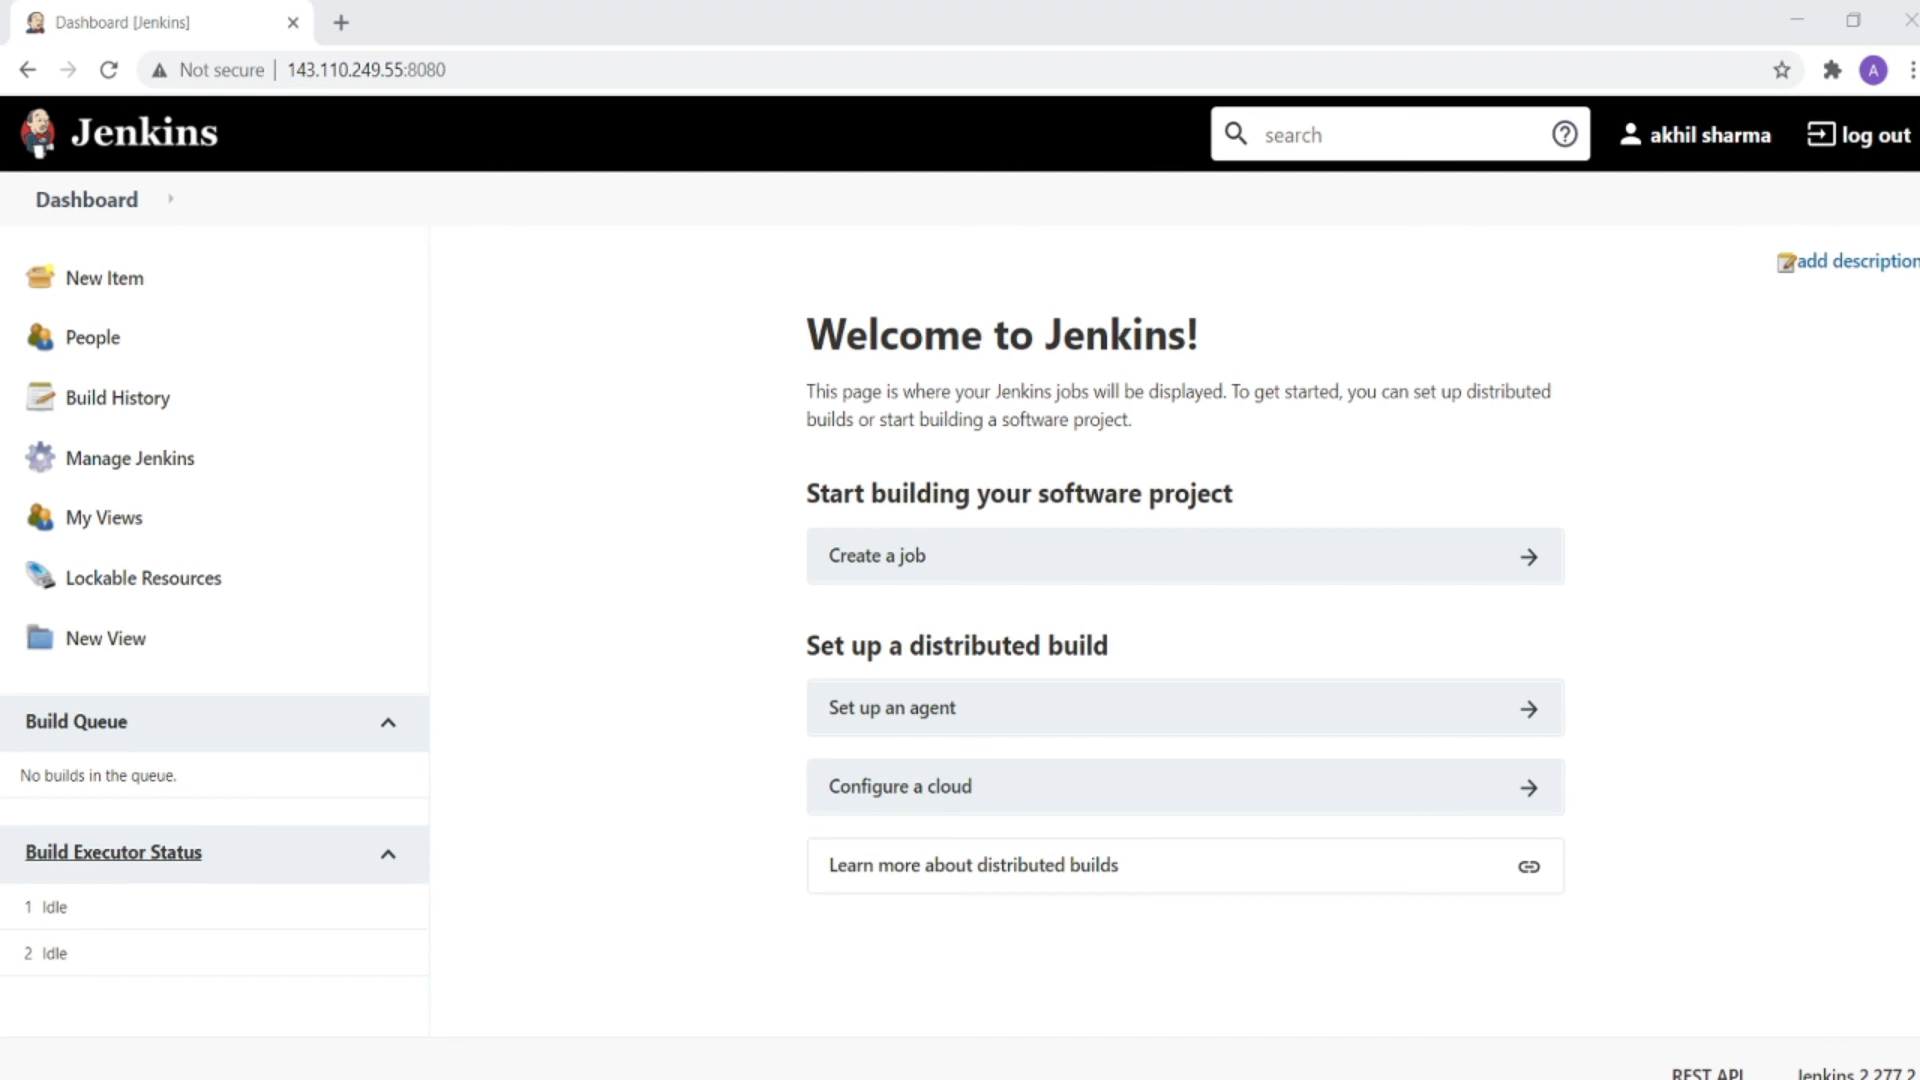 Dashboard [Jenkins]
Not secure | 143.110.249.55:8080
A
Jenkins
search
akhil sharma
log out
Dashboard
New Item
People
Build History
Manage Jenkins
My Views
Lockable Resources
New View
Build Queue
No builds in the queue.
Build Executor Status
1 Idle
2 Idle
add description
Welcome to Jenkins!
This page is where your Jenkins jobs will be displayed. To get started, you can set up distributed
builds or start building a software project.
Start building your software project
Create a job
Set up a distributed build
Set up an agent
Configure a cloud
Learn more about distributed builds
REST API
Jenkins 2.277.2